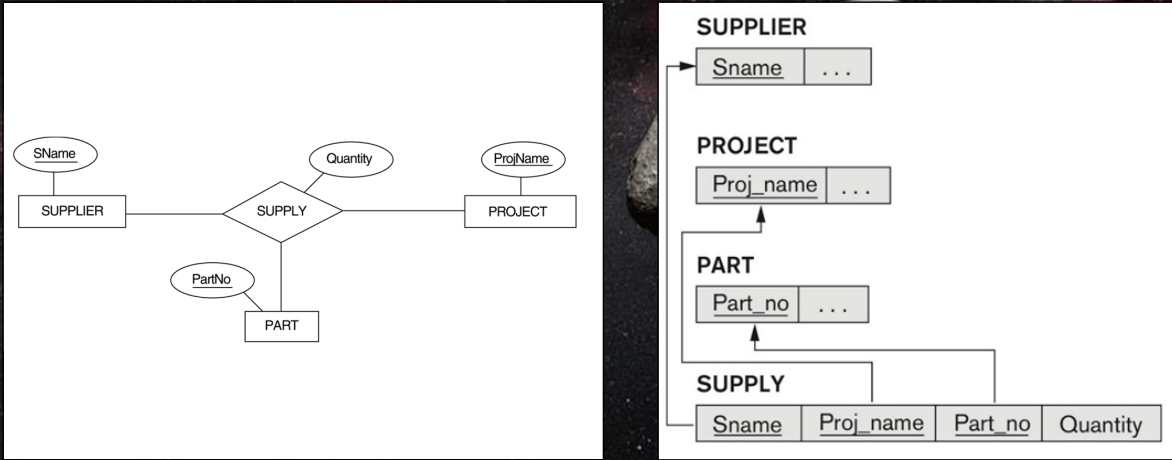 SName
Quantity
ProjName
SUPPLIER
SUPPLY
PROJECT
PartNo
PART
SUPPLIER
Sname ...
PROJECT
Proj_name ...
PART
Part_no ...
SUPPLY
Sname Proj_name Part_no Quantity